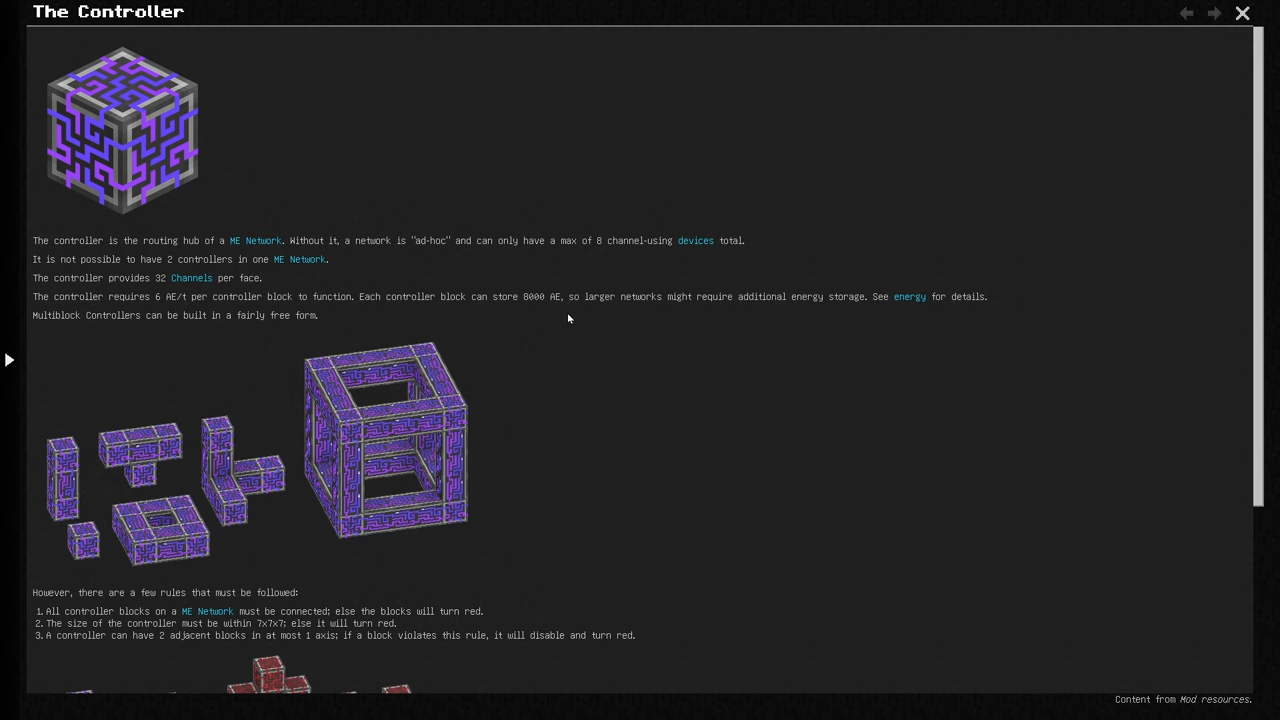 The Controller
The controller is the routing hub of a ME Network. Without it, a network is "ad-hoc" and can only have a max of 8 channel-using devices total.
It is not possible to have 2 controllers in one ME Network.
The controller provides 32 Channels per face.
The controller requires 6 AE/t per controller block to function. Each controller block can store 8000 AE, so larger networks might require additional energy storage. See energy for details.
Multiblock Controllers can be built in a fairly free form.
However, there are a few rules that must be followed:
1. All controller blocks on a ME Network must be connected; else the blocks will turn red.
2. The size of the controller must be within 7x7x7; else it will turn red.
3. A controller can have 2 adjacent blocks in at most 1 axis; if a block violates this rule, it will disable and turn red.
Content from Mod resources.